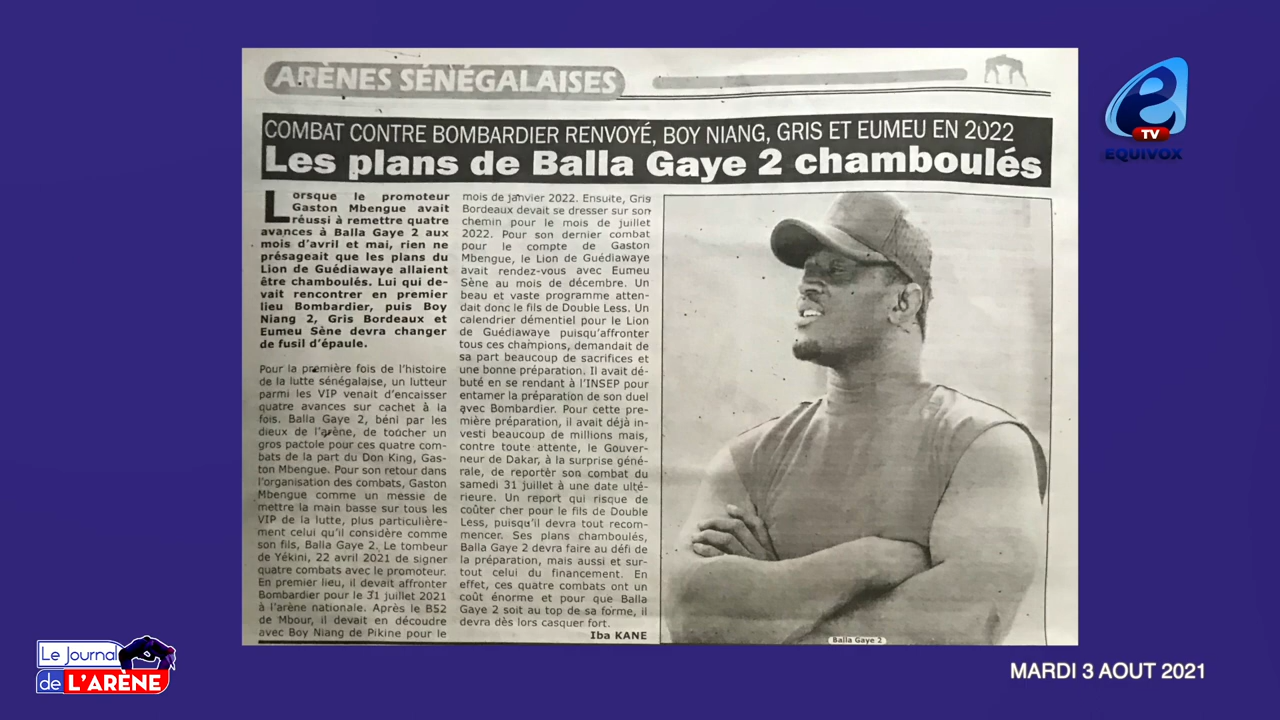 ARÈNES SÉNÉGALAISES
COMBAT CONTRE BOMBARDIER RENVOYÉ, BOY NIANG, GRIS ET EUMEU EN 2022
Les plans de Balla Gaye 2 chamboulés
Lorsque le promoteur
Gaston Mbengue avait
réussi à remettre quatre
avances à Balla Gaye 2 aux
mois d'avril et mai, rien ne
présageait que les plans du
Lion de Guédiawaye allaient
être chamboulés. Lui qui de-
vait rencontrer en premier
lieu Bombardier, puis Boy
Niang 2, Gris Bordeaux et
Eumeu Sène devra changer
de fusil d'épaule.
Pour la première fois de l'histoire
de la lutte sénégalaise, un lutteur
parmi les VIP venait d'encaisser
quatre avances sur cachet à la
fois. Balla Gaye 2, béni par les
dieux de l'arène, de toucher un
gros pactole pour ces quatre com-
bats de la part du Don King, Gas-
ton Mbengue. Pour son retour dans
l'organisation des combats, Gaston
Mbengue comme un messie de
mettre la main basse sur tous les
VIP de la lutte, plus particulière-
ment celui qu'il considère comme
son fils, Balla Gaye 2. Le tombeur
de Yékini, 22 avril 2021 de signer
quatre combats avec le promoteur.
En premier lieu, il devait affronter
Bombardier pour le 31 juillet 2021
à l'arène nationale. Après le B52
de Mbour, il devait en découdre
avec Boy Niang de Pikine pour le
mois de janvier 2022. Ensuite, Gris
Bordeaux devait se dresser sur son
chemin pour le mois de juillet
2022. Pour son dernier combat
pour le compte de Gaston
Mbengue, le Lion de Guédiawaye
avait rendez-vous avec Eumeu
Sène au mois de décembre. Un
beau et vaste programme atten-
dait donc le fils de Double Less. Un
calendrier démentiel pour le Lion
de Guédiawaye puisqu'affronter
tous ces champions, demandait de
sa part beaucoup de sacrifices et
une bonne préparation. Il avait dé-
buté en se rendant à l'INSEP pour
entamer la préparation de son duel
avec Bombardier. Pour cette pre-
mière préparation, il avait déjà in-
vesti beaucoup de millions mais,
contre toute attente, le Gouver-
neur de Dakar, à la surprise géné-
rale, de reporter son combat du
samedi 31 juillet à une date ulté-
rieure. Un report qui risque de
coûter cher pour le fils de Double
Less, puisqu'il devra tout recom-
mencer. Ses plans chamboulés,
Balla Gaye 2 devra faire au défi de
la préparation, mais aussi et sur-
tout celui du financement. En
effet, ces quatre combats ont un
coût énorme et pour que Balla
Gaye 2 soit au top de sa forme, il
devra dès lors casquer fort.
Iba KANE
Balla Gaye 2
e
TV
EQUIVOX
Le Journal
de L'ARÈNE
MARDI 3 AOUT 2021